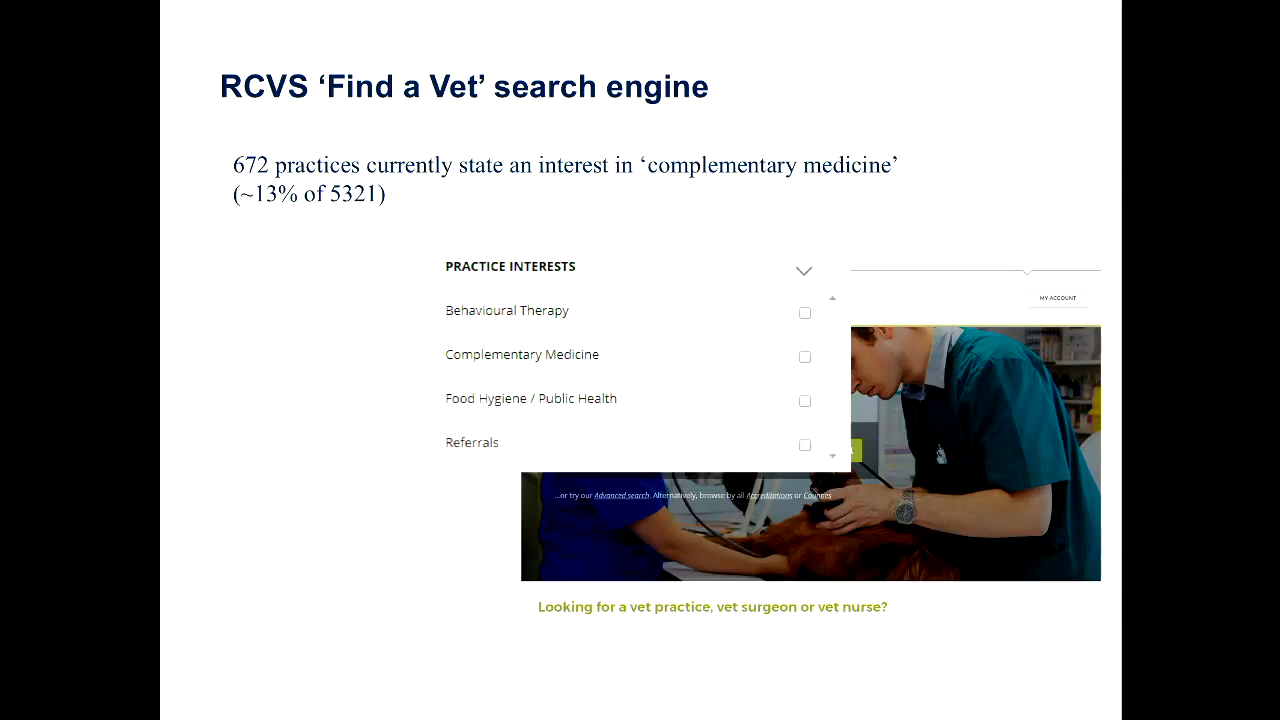 RCVS ‘Find a Vet’ search engine
672 practices currently state an interest in ‘complementary medicine’
(~13% of 5321)
PRACTICE INTERESTS
MY ACCOUNT
Behavioural Therapy
Complementary Medicine
Food Hygiene / Public Health
Referrals
...or try our Advanced search. Alternatively, browse by all Accreditations or Counties
Looking for a vet practice, vet surgeon or vet nurse?